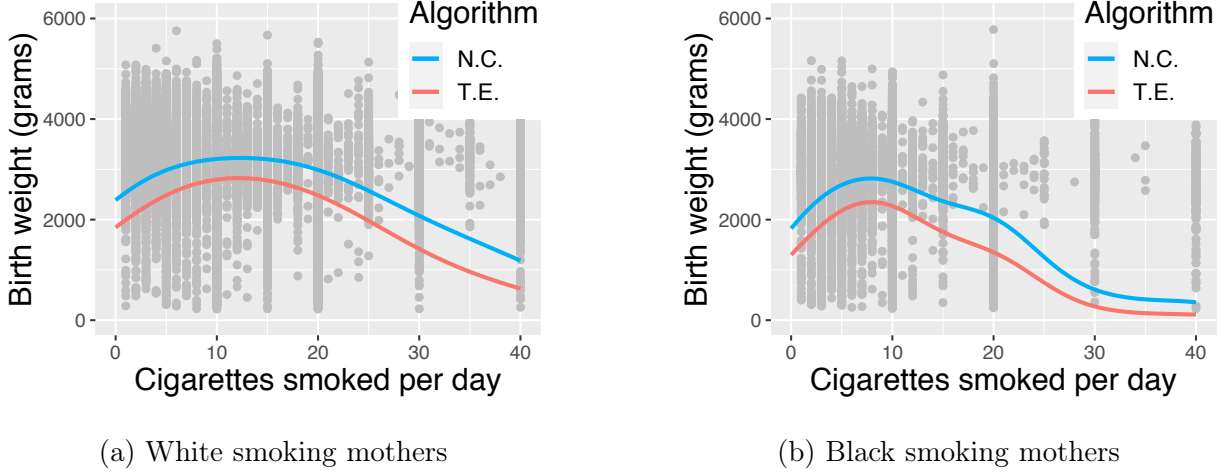 Algorithm
N.C.
T.E.
6000
4000
2000
0
Birth weight (grams)
0 10 20 30 40
Cigarettes smoked per day
(a) White smoking mothers
Algorithm
N.C.
T.E.
6000
4000
2000
0
Birth weight (grams)
0 10 20 30 40
Cigarettes smoked per day
(b) Black smoking mothers